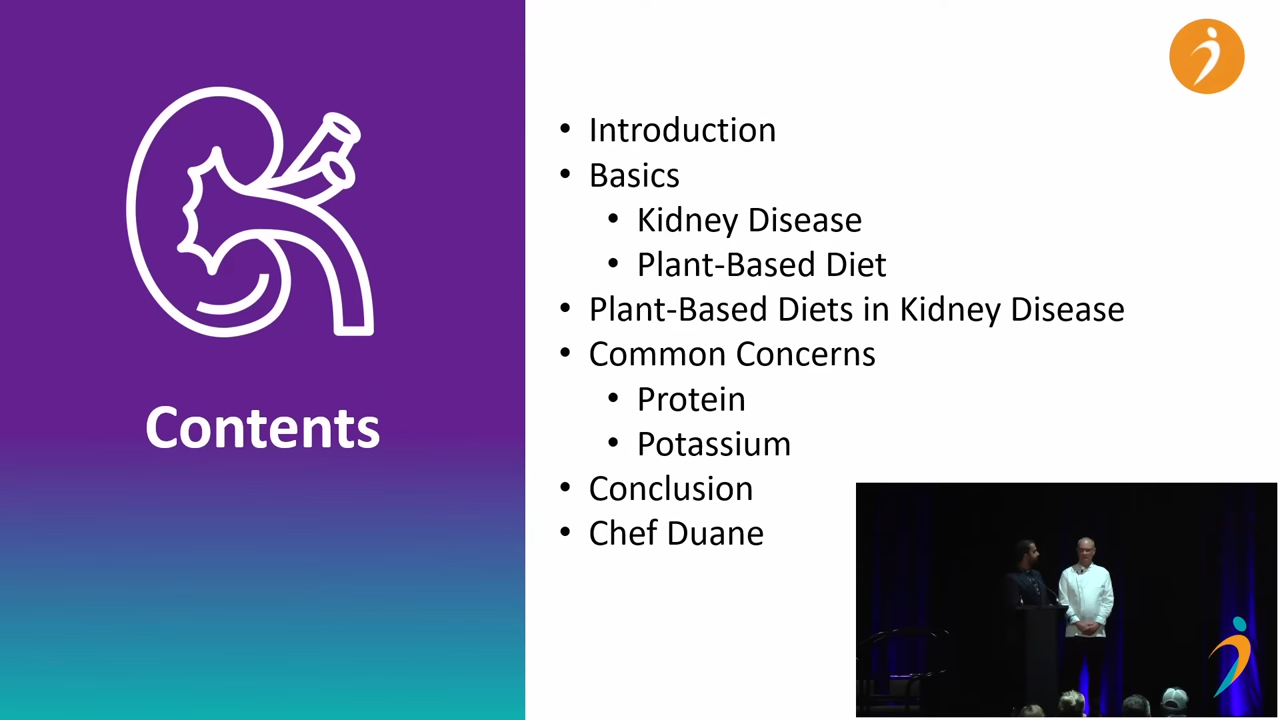 Contents
• Introduction
• Basics
• Kidney Disease
• Plant-Based Diet
• Plant-Based Diets in Kidney Disease
• Common Concerns
• Protein
• Potassium
• Conclusion
• Chef Duane